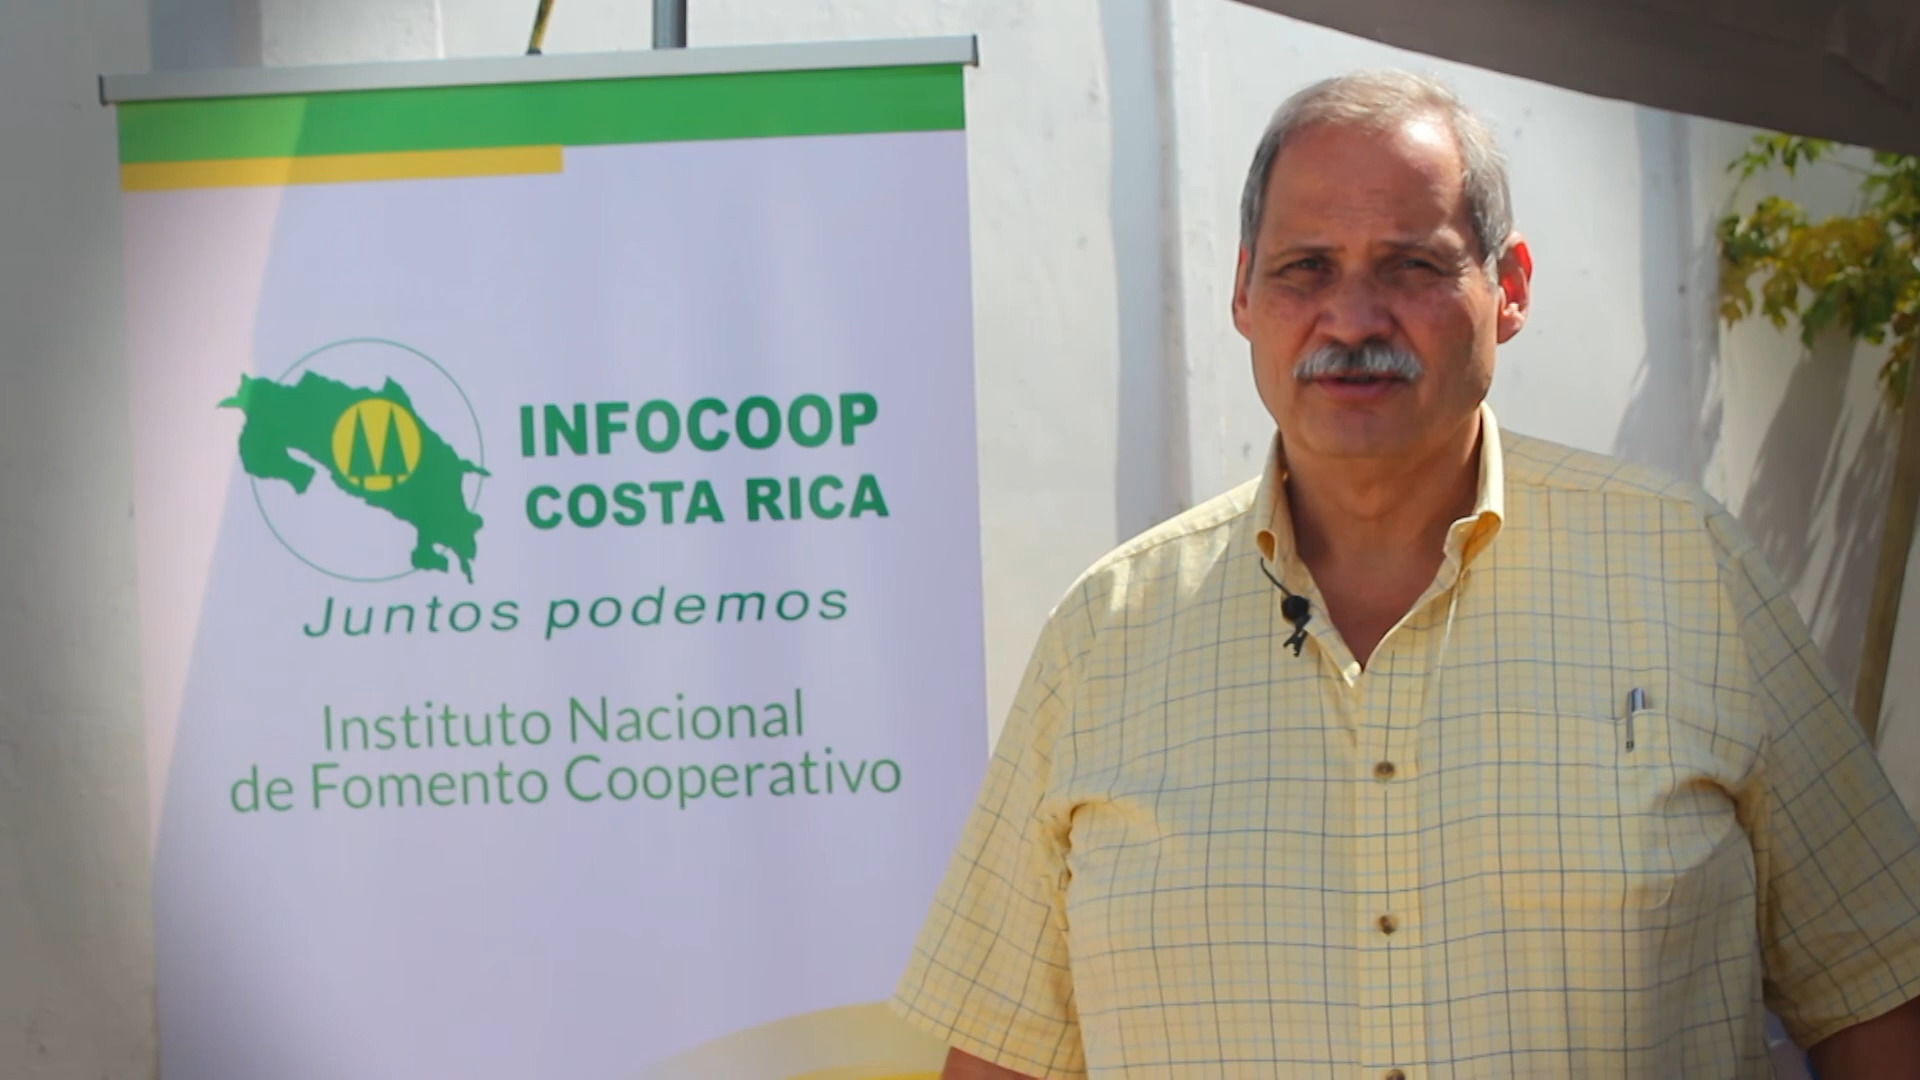 INFOCOOP
COSTA RICA
Juntos podemos
Instituto Nacional
de Fomento Cooperativo